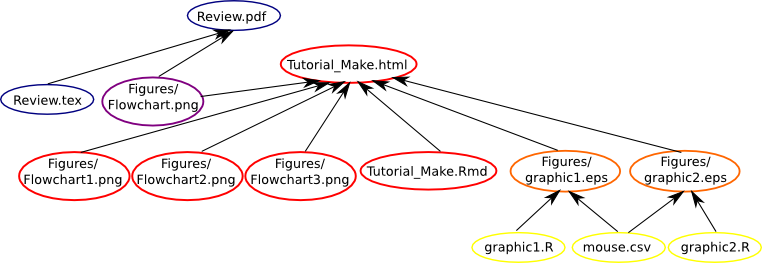 Review.pdf
Tutorial_Make.html
Review.tex
Figures/
Flowchart.png
Figures/
Flowchart1.png
Figures/
Flowchart2.png
Figures/
Flowchart3.png
Tutorial_Make.Rmd
Figures/
graphic1.eps
Figures/
graphic2.eps
graphic1.R
mouse.csv
graphic2.R